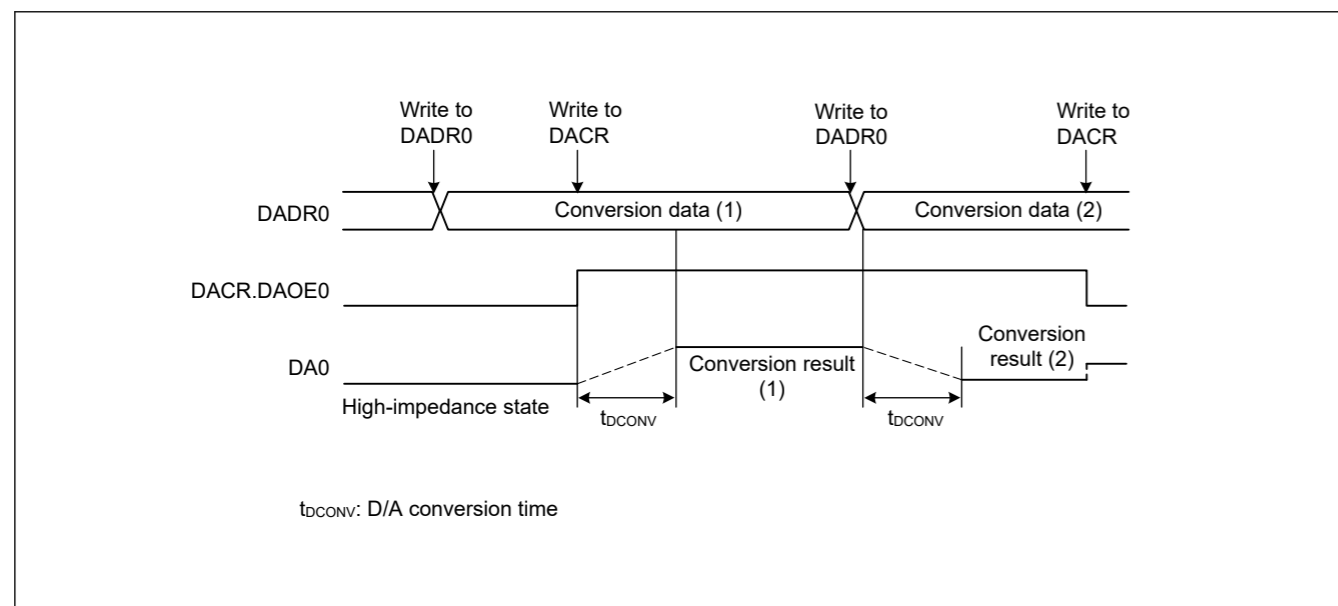 Write to
DADR0
Write to
DACR
Write to
DADR0
Write to
DACR
DADR0
Conversion data (1)
Conversion data (2)
DACR.DAOE0
DA0
Conversion result
(1)
Conversion
result (2)
High-impedance state
tDCONV
tDCONV
tDCONV: D/A conversion time